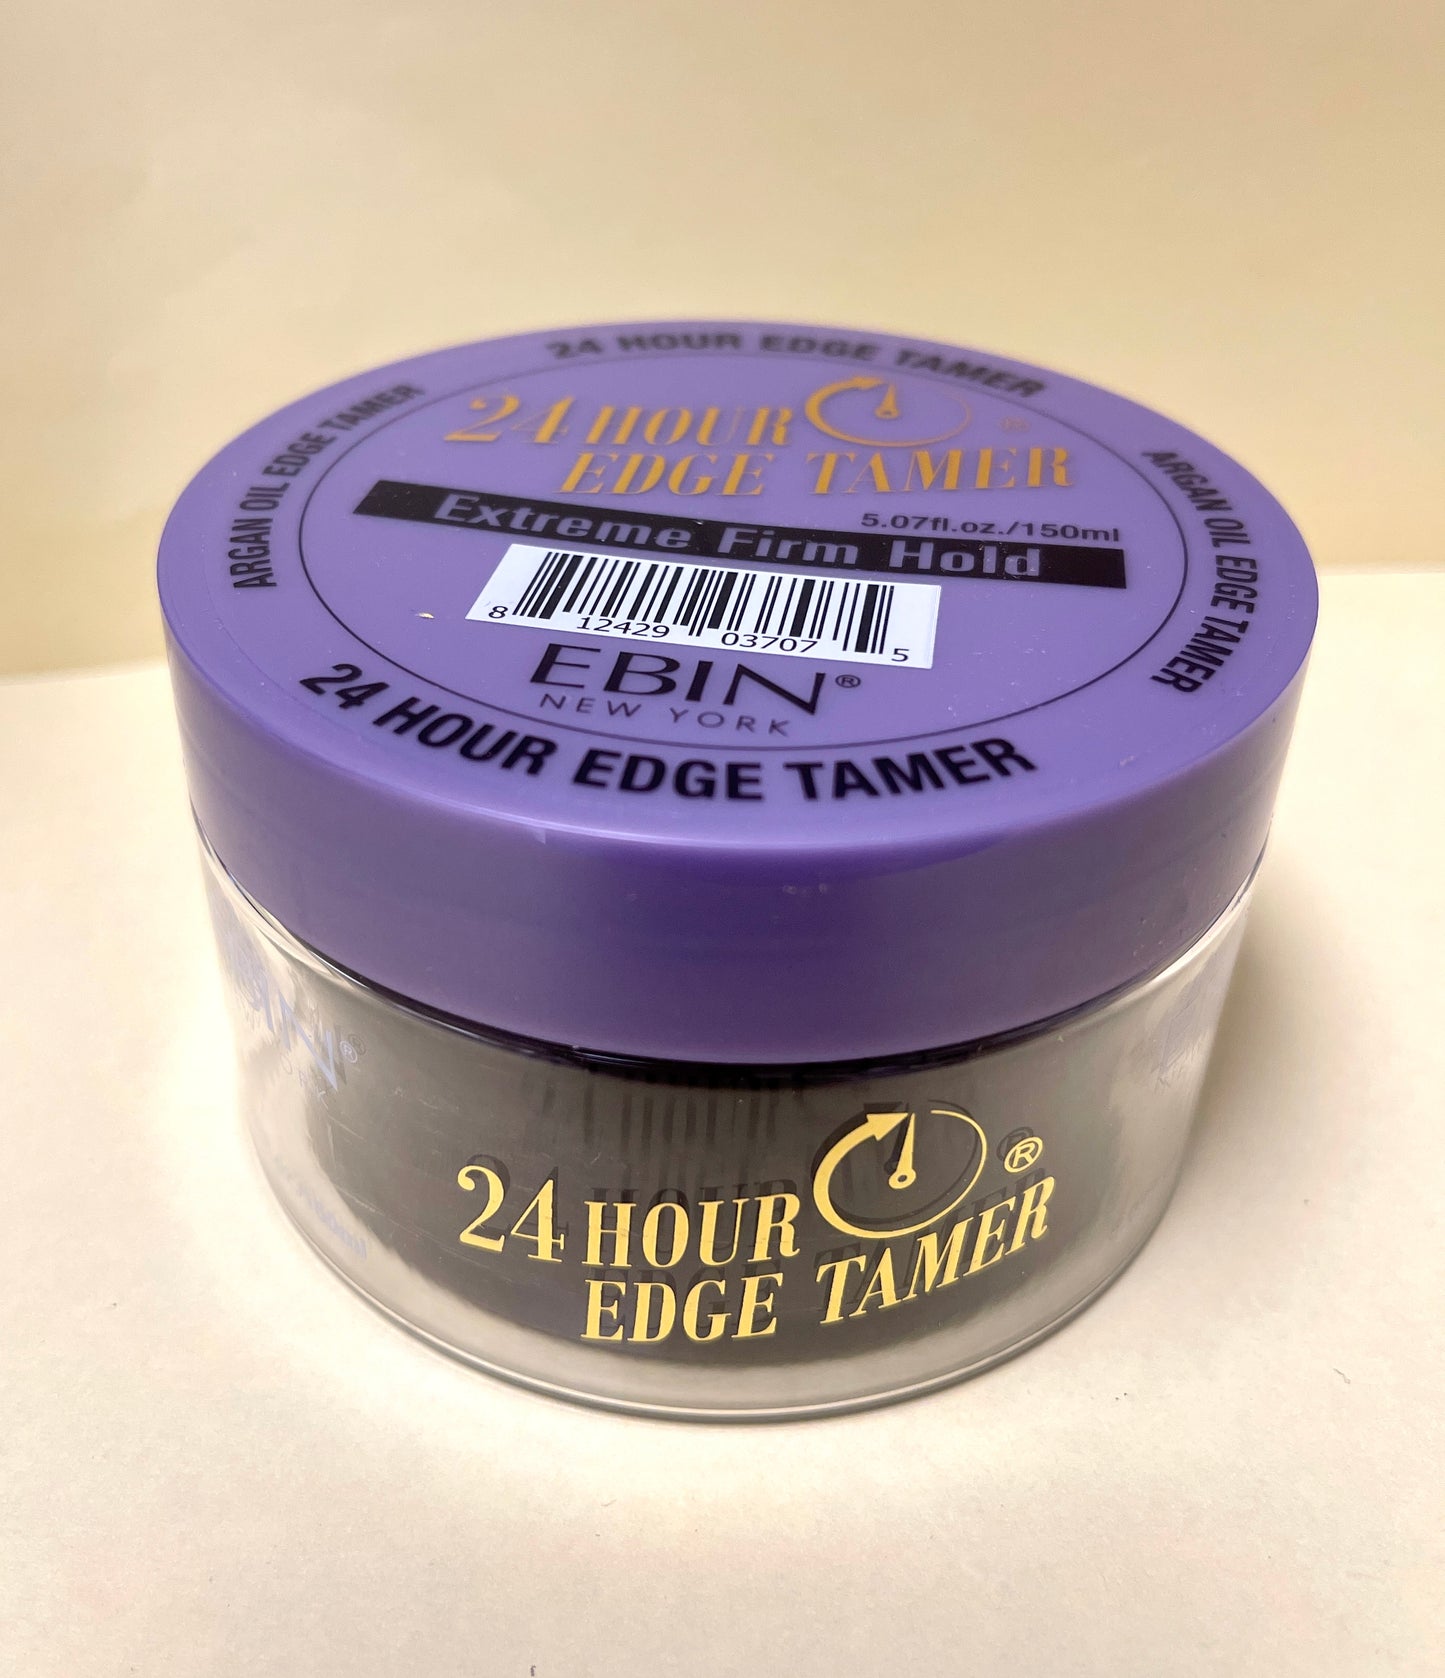 24 HOUR EDGE TAMER
ARGAN OIL EDGE TAMER
ARGAN OIL EDGE TAMER
24 HOUR
EDGE TAMER ®
5.07fl.oz./150ml
Extreme Firm Hold
8 12429 03707 5
EBIN®
NEW YORK
24 HOUR EDGE TAMER
24 HOUR ®
EDGE TAMER